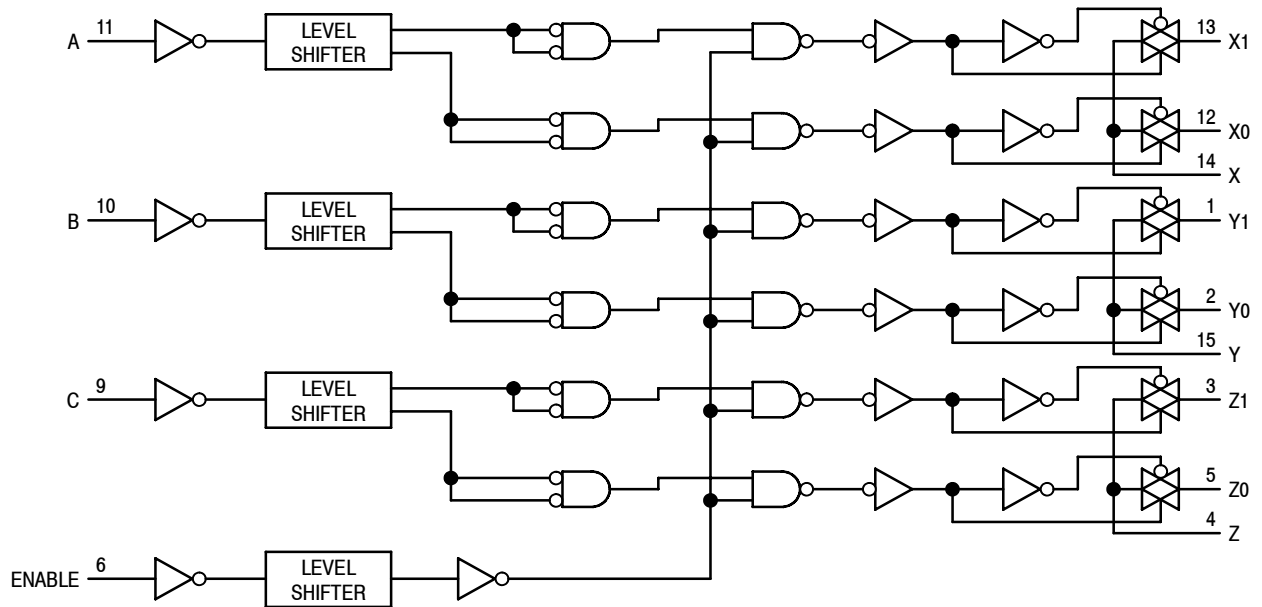 A 11 LEVEL SHIFTER 13 X1
12 X0
14 X
B 10 LEVEL SHIFTER 1 Y1
2 Y0
15 Y
C 9 LEVEL SHIFTER 3 Z1
5 Z0
4 Z
ENABLE 6 LEVEL SHIFTER